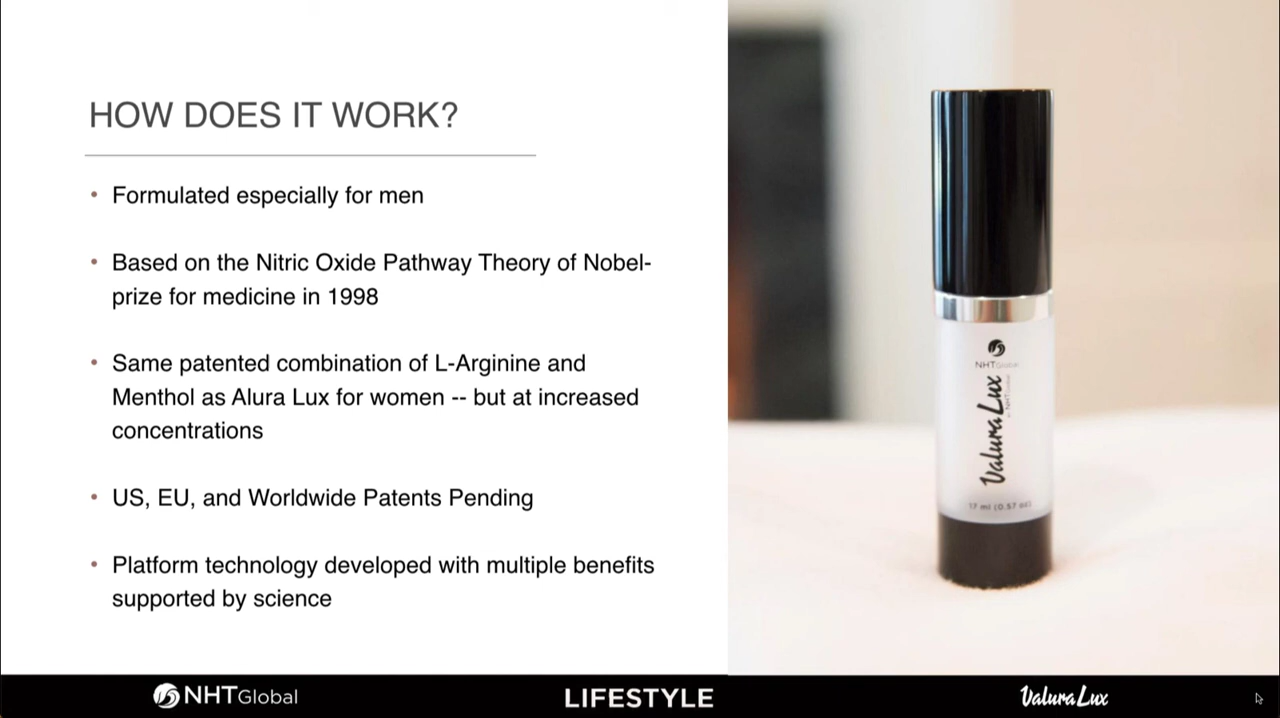 HOW DOES IT WORK?
• Formulated especially for men
• Based on the Nitric Oxide Pathway Theory of Nobel-
prize for medicine in 1998
• Same patented combination of L-Arginine and
Menthol as Alura Lux for women -- but at increased
concentrations
• US, EU, and Worldwide Patents Pending
• Platform technology developed with multiple benefits
supported by science
NHTGlobal
ValuraLux
by NHT Global
17 ml (0.57 oz)
NHTGlobal
LIFESTYLE
ValuraLux